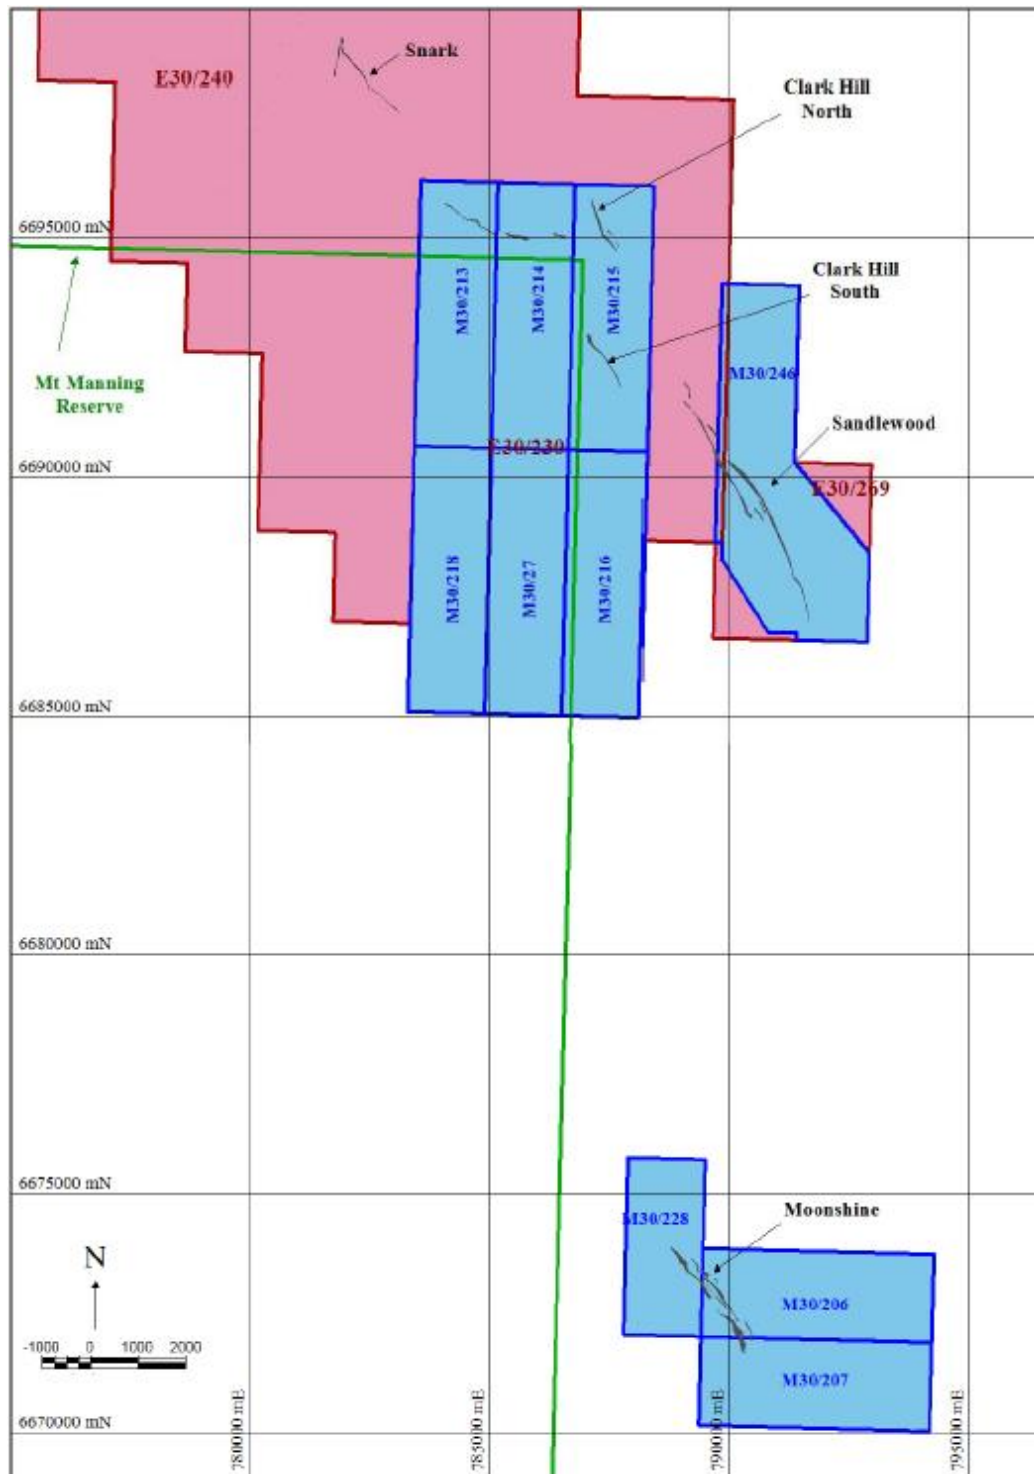 Snark
E30/240
Clark Hill
North
6695000 mN
Clark Hill
South
M30/213
M30/214
M30/215
M30/246
Mt Manning
Reserve
Sandlewood
E30/230
6690000 mN
E30/269
M30/218
M30/27
M30/216
6685000 mN
6680000 mN
6675000 mN
Moonshine
M30/228
N
M30/206
-1000 0 1000 2000
M30/207
6670000 mN
780000 mE
785000 mE
790000 mE
795000 mE